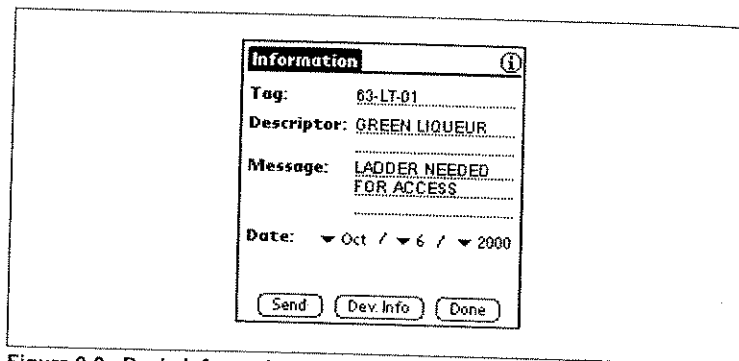 Information
Tag: 63-LT-01
Descriptor: GREEN LIQUEUR
Message: LADDER NEEDED
FOR ACCESS
Date: Oct / 6 / 2000
Send Dev. Info Done